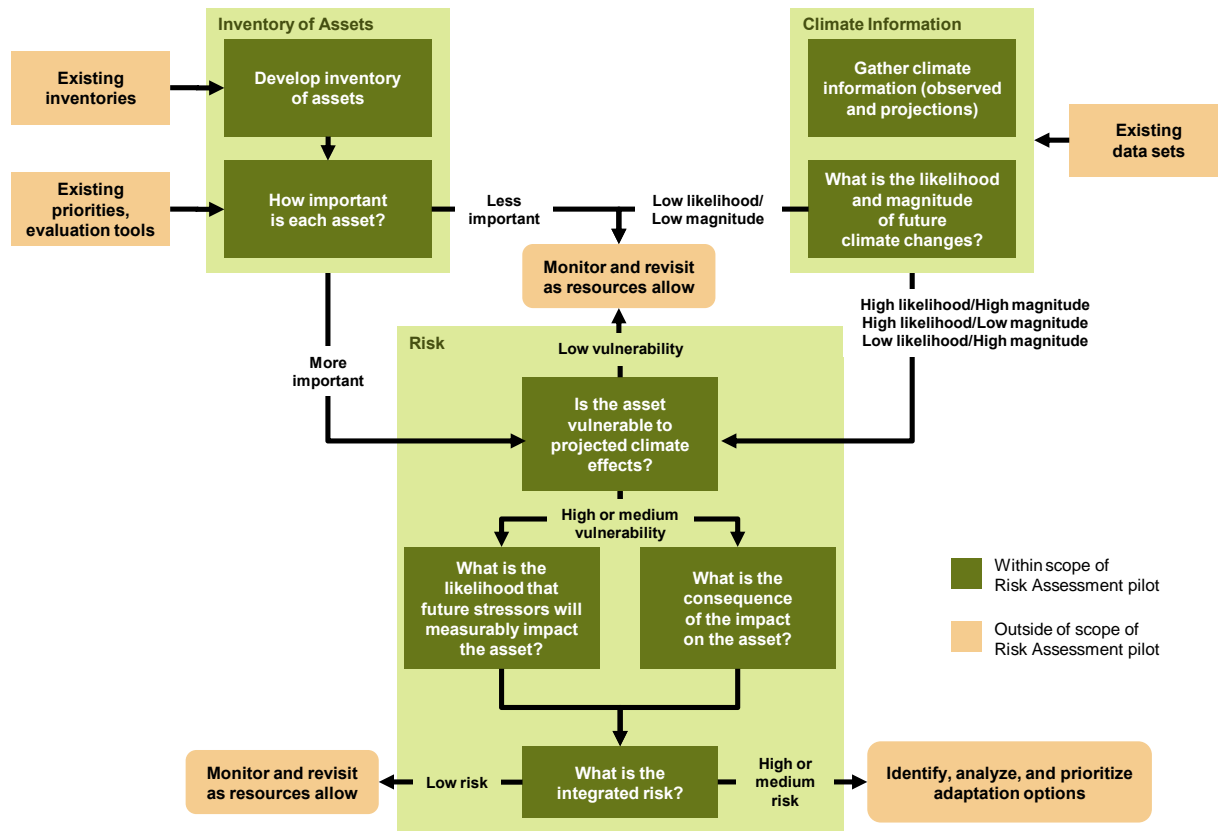 Inventory of Assets
Climate Information
Existing
inventories
Develop inventory
of assets
Gather climate
information (observed
and projections)
Existing
data sets
Existing
priorities,
evaluation tools
How important
is each asset?
Less
important
Low likelihood/
Low magnitude
What is the likelihood
and magnitude
of future
climate changes?
Monitor and revisit
as resources allow
High likelihood/High magnitude
High likelihood/Low magnitude
Low likelihood/High magnitude
Risk
Low vulnerability
More
important
Is the asset
vulnerable to
projected climate
effects?
High or medium
vulnerability
What is the
likelihood that
future stressors will
measurably impact
the asset?
What is the
consequence
of the impact
on the asset?
Within scope of
Risk Assessment pilot
Outside of scope of
Risk Assessment pilot
Monitor and revisit
as resources allow
Low risk
What is the
integrated risk?
High or
medium
risk
Identify, analyze, and prioritize
adaptation options